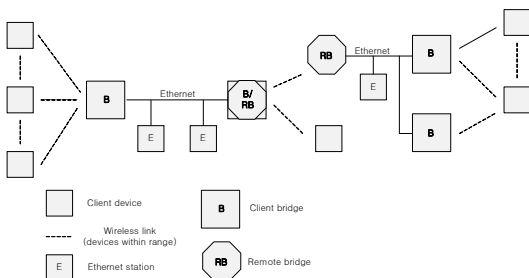 RB
Ethernet
B
E
B
Ethernet
B/
RB
E
E
B
Client device
B
Client bridge
Wireless link
(devices within range)
E
Ethernet station
RB
Remote bridge